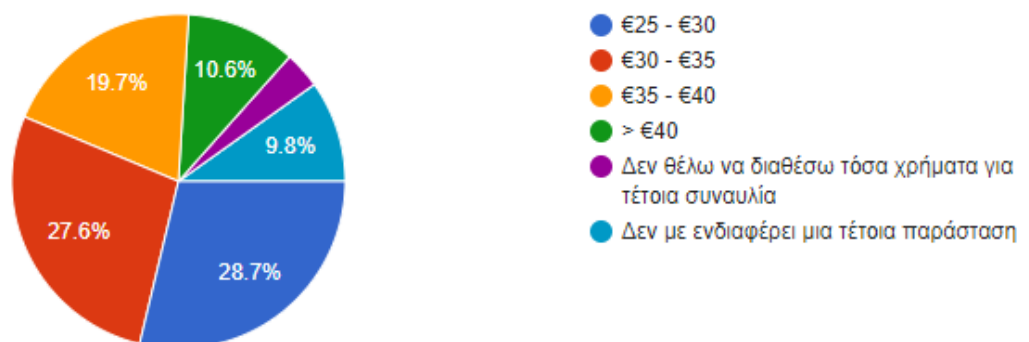 19.7%
10.6%
9.8%
27.6%
28.7%
€25 - €30
€30 - €35
€35 - €40
> €40
Δεν θέλω να διαθέσω τόσα χρήματα για
τέτοια συναυλία
Δεν με ενδιαφέρει μια τέτοια παράσταση